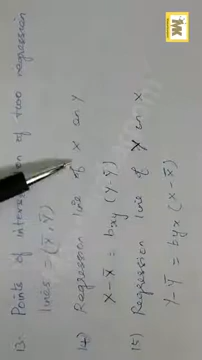 13. Points of intersection of two regression
lines = (X̄, Ȳ)
14) Regression line of X on Y
X - X̄ = bxy (Y - Ȳ)
15) Regression line of Y on X
Y - Ȳ = byx (X - X̄)
MK